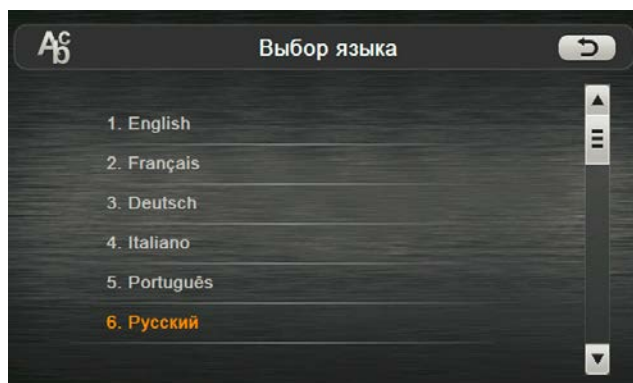 Выбор языка
1. English
2. Français
3. Deutsch
4. Italiano
5. Português
6. Русский